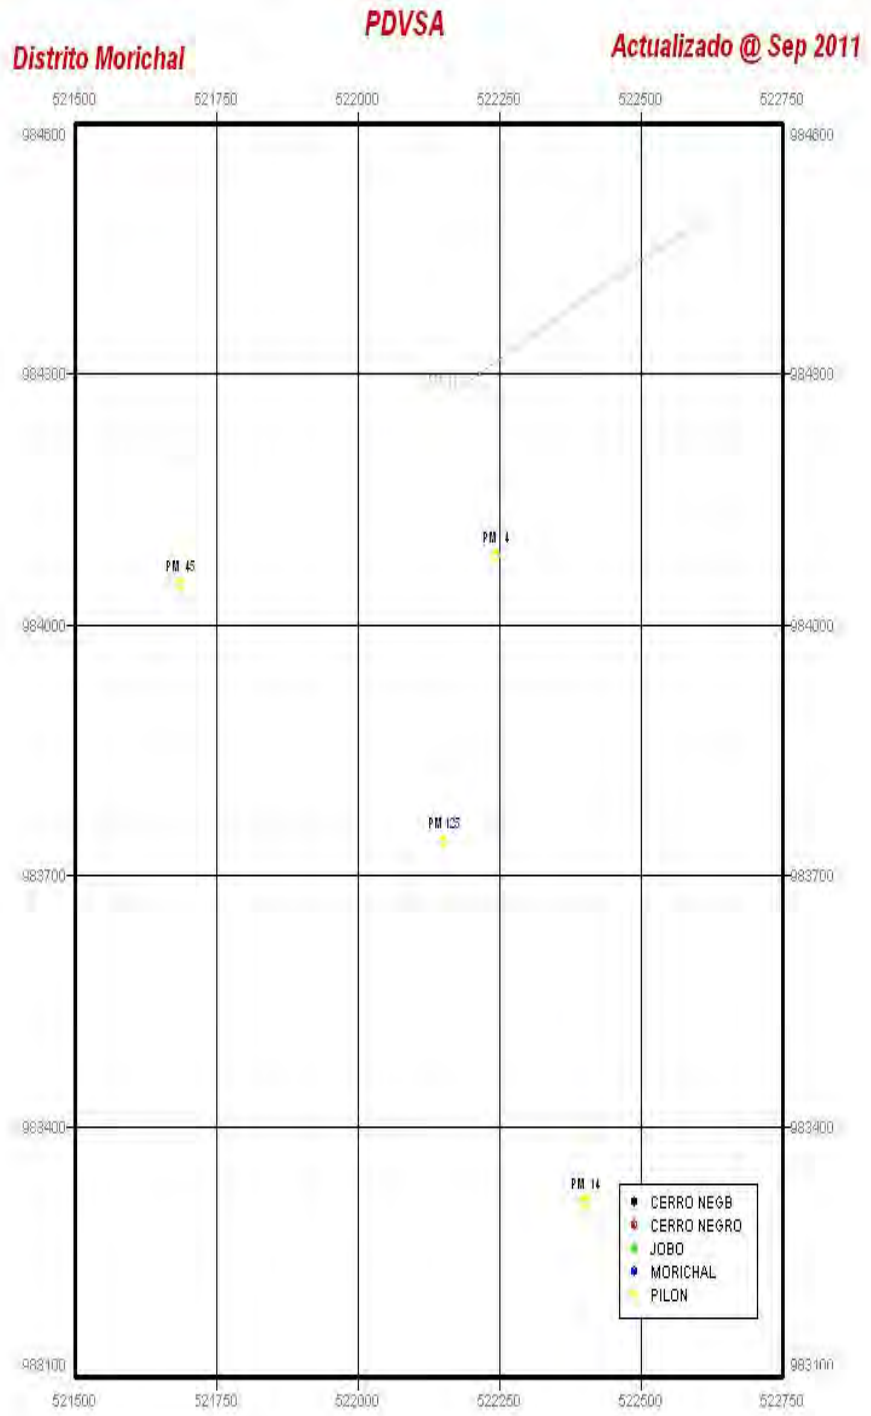 PDVSA
Distrito Morichal
Actualizado @ Sep 2011
521500 521750 522000 522250 522500 522750
984600 984600
984300 984300
PM 4
PM 45
984000 984000
PM 125
983700 983700
983400 983400
PM 14
CERRO NEGB
CERRO NEGRO
JOBO
MORICHAL
PILON
983100 983100
521500 521750 522000 522250 522500 522750